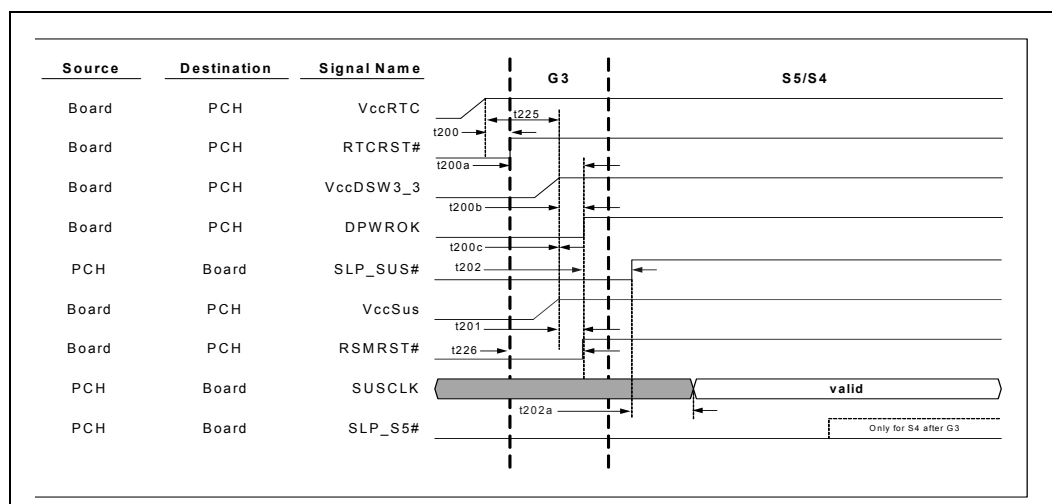 Source Destination Signal Name G3 S5/S4
Board PCH VccRTC
t225
t200
Board PCH RTCRST#
t200a
Board PCH VccDSW3_3
t200b
Board PCH DPWROK
t200c
PCH Board SLP_SUS#
t202
Board PCH VccSus
t201
Board PCH RSMRST#
t226
PCH Board SUSCLK valid
t202a
PCH Board SLP_S5# Only for S4 after G3